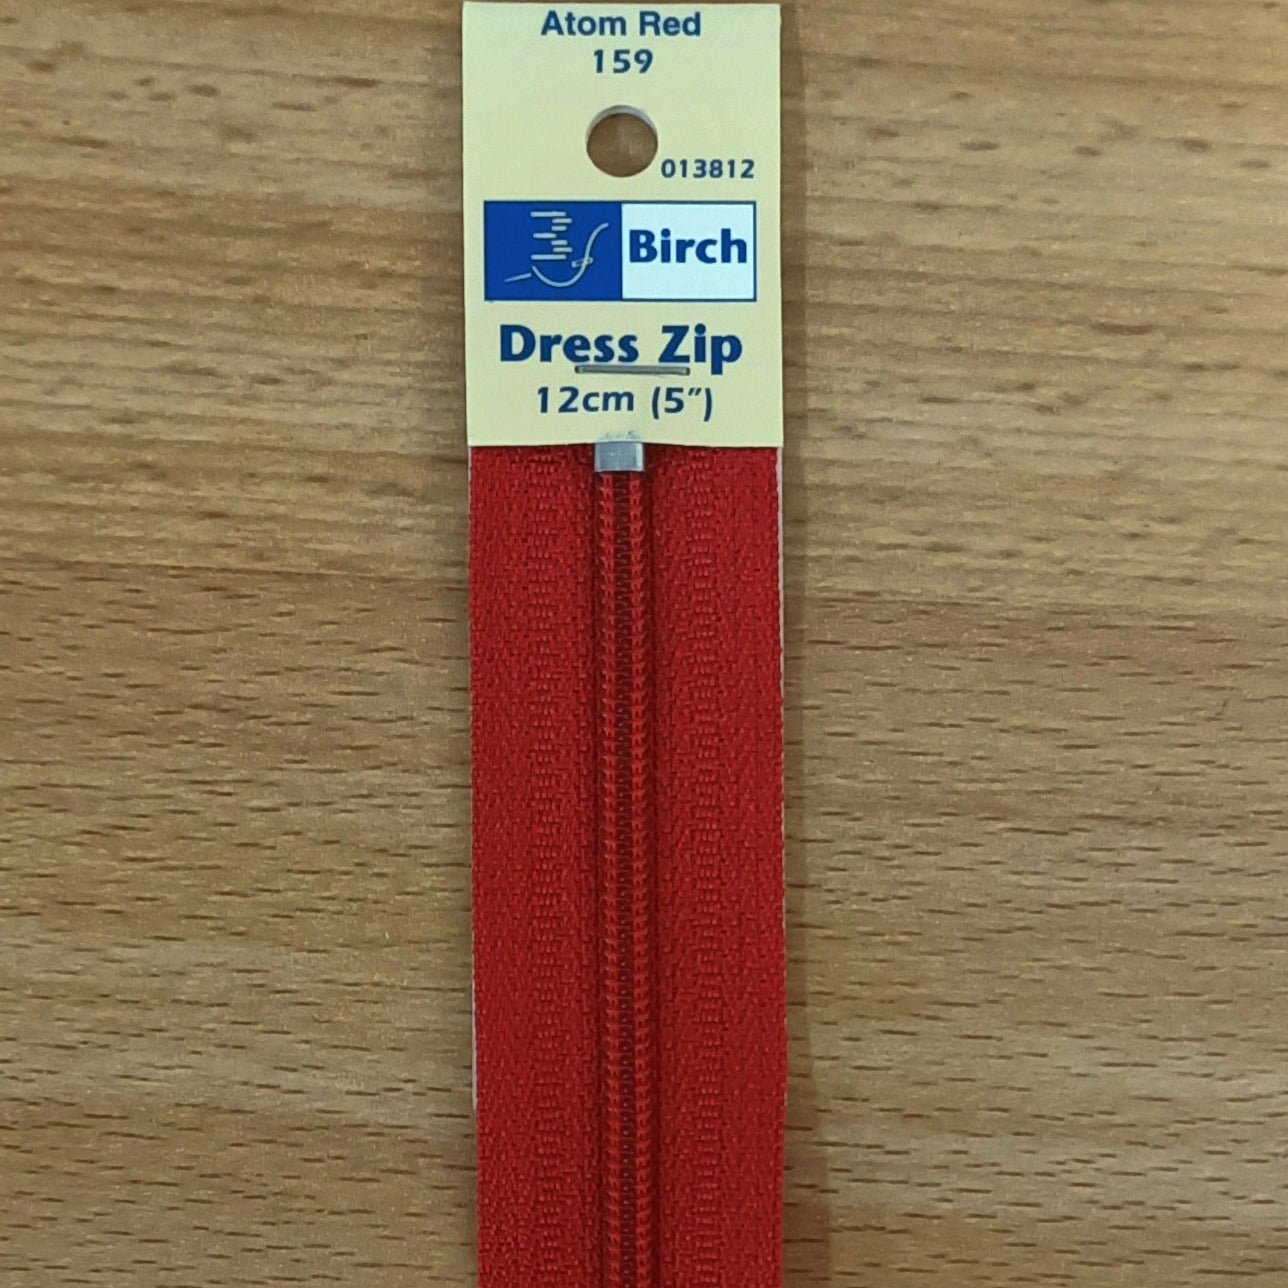 Atom Red
159
013812
Birch
Dress Zip
12cm (5″)